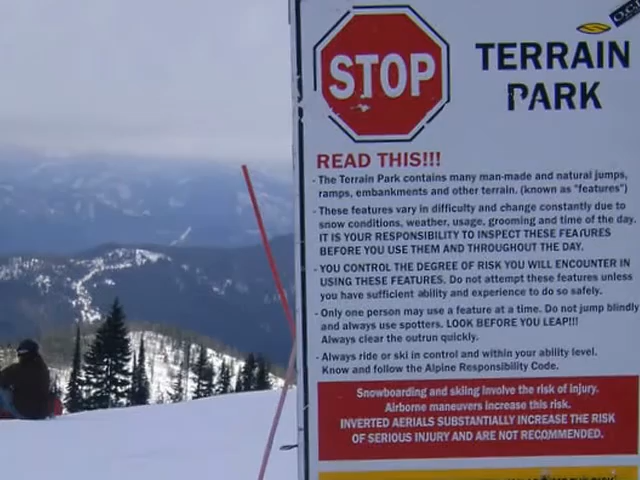 STOP
TERRAIN
PARK
READ THIS!!!
- The Terrain Park contains many man-made and natural jumps,
ramps, embankments and other terrain. (known as "features")
- These features vary in difficulty and change constantly due to
snow conditions, weather, usage, grooming and time of the day.
IT IS YOUR RESPONSIBILITY TO INSPECT THESE FEATURES
BEFORE YOU USE THEM AND THROUGHOUT THE DAY.
- YOU CONTROL THE DEGREE OF RISK YOU WILL ENCOUNTER IN
USING THESE FEATURES. Do not attempt these features unless
you have sufficient ability and experience to do so safely.
- Only one person may use a feature at a time. Do not jump blindly
and always use spotters. LOOK BEFORE YOU LEAP!!!
Always clear the outrun quickly.
- Always ride or ski in control and within your ability level.
Know and follow the Alpine Responsibility Code.
Snowboarding and skiing involve the risk of injury.
Airborne maneuvers increase this risk.
INVERTED AERIALS SUBSTANTIALLY INCREASE THE RISK
OF SERIOUS INJURY AND ARE NOT RECOMMENDED.